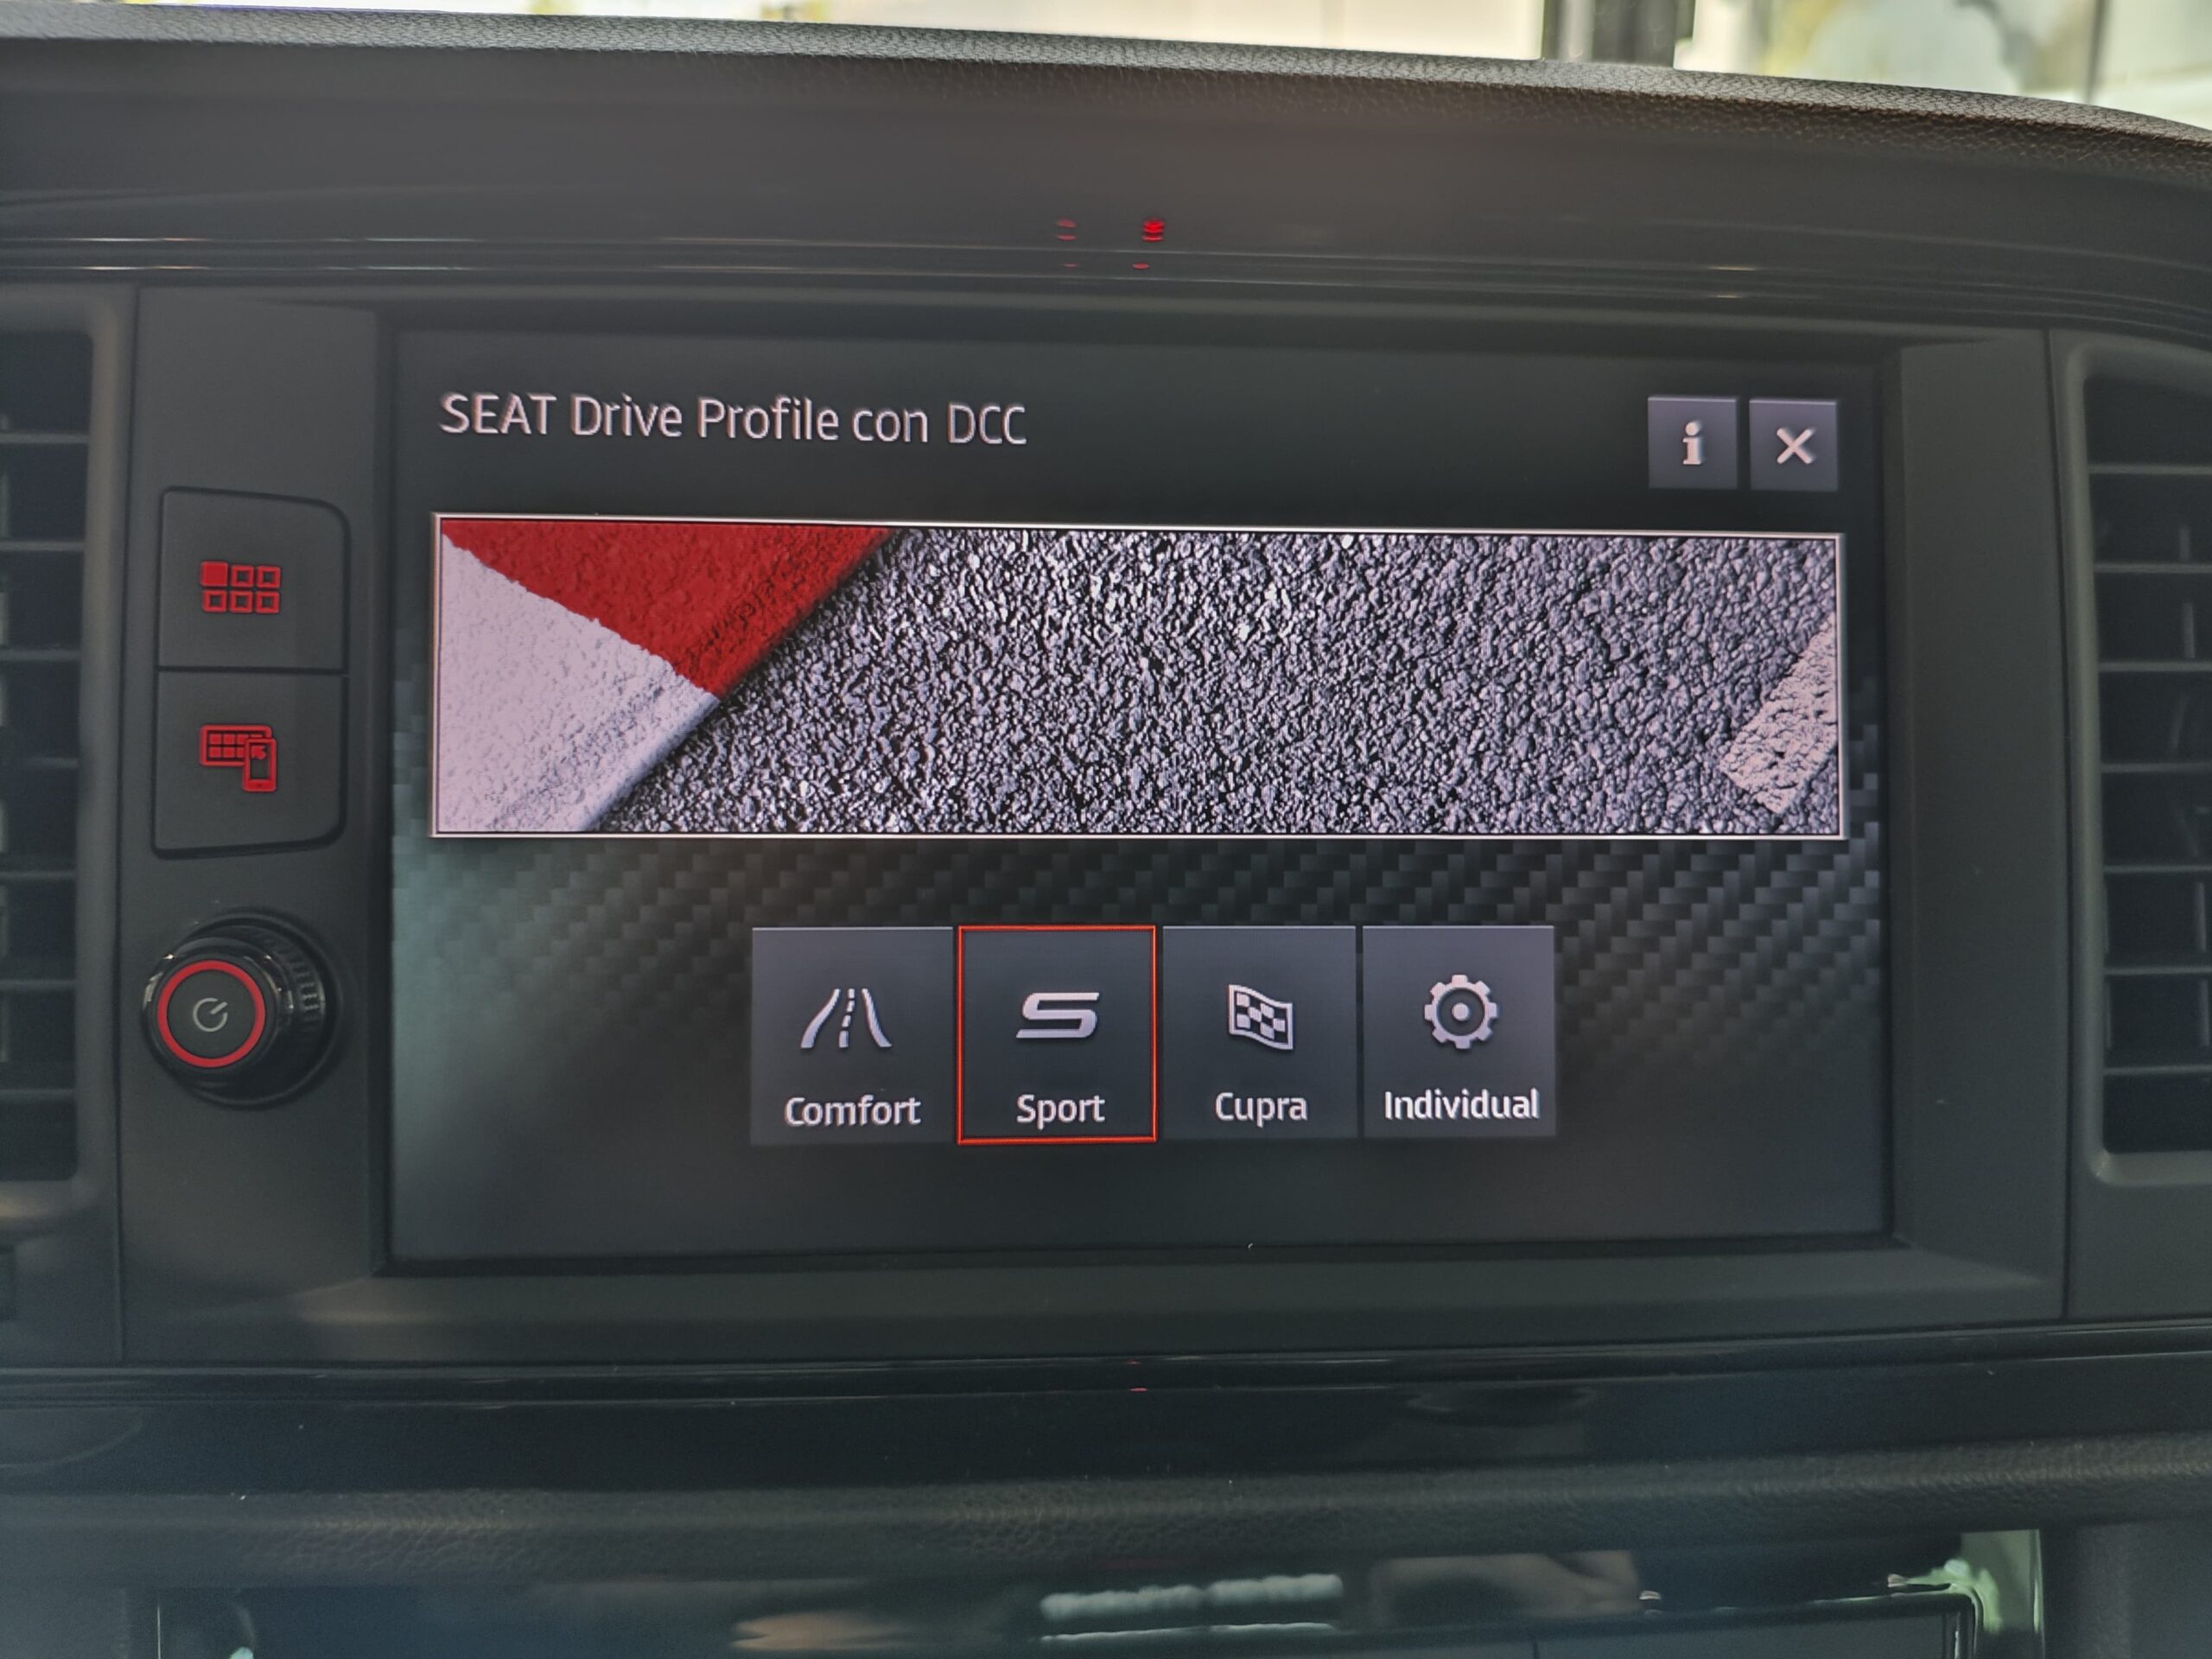 SEAT Drive Profile con DCC
Comfort
Sport
Cupra
Individual